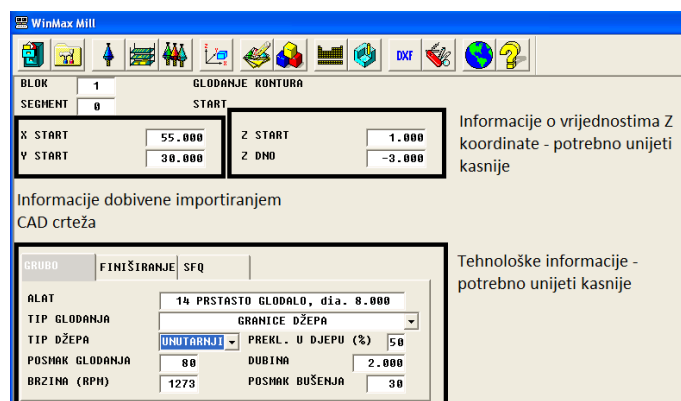 WinMax Mill
DXF
BLOK 1 GLODANJE KONTURA
SEGMENT 0 START
X START 55.000 Z START 1.000
Y START 30.000 Z DNO -3.000
Informacije o vrijednostima Z
koordinate - potrebno unijeti
kasnije
Informacije dobivene importiranjem
CAD crteža
GRUBO FINIŠIRANJE SFQ
Tehnološke informacije -
potrebno unijeti kasnije
ALAT 14 PRSTASTO GLODALO, dia. 8.000
TIP GLODANJA GRANICE DŽEPA
TIP DŽEPA UNUTARNJI PREKL. U DJEPU (%) 50
POSMAK GLODANJA 80 DUBINA 2.000
BRZINA (RPM) 1273 POSMAK BUŠENJA 30